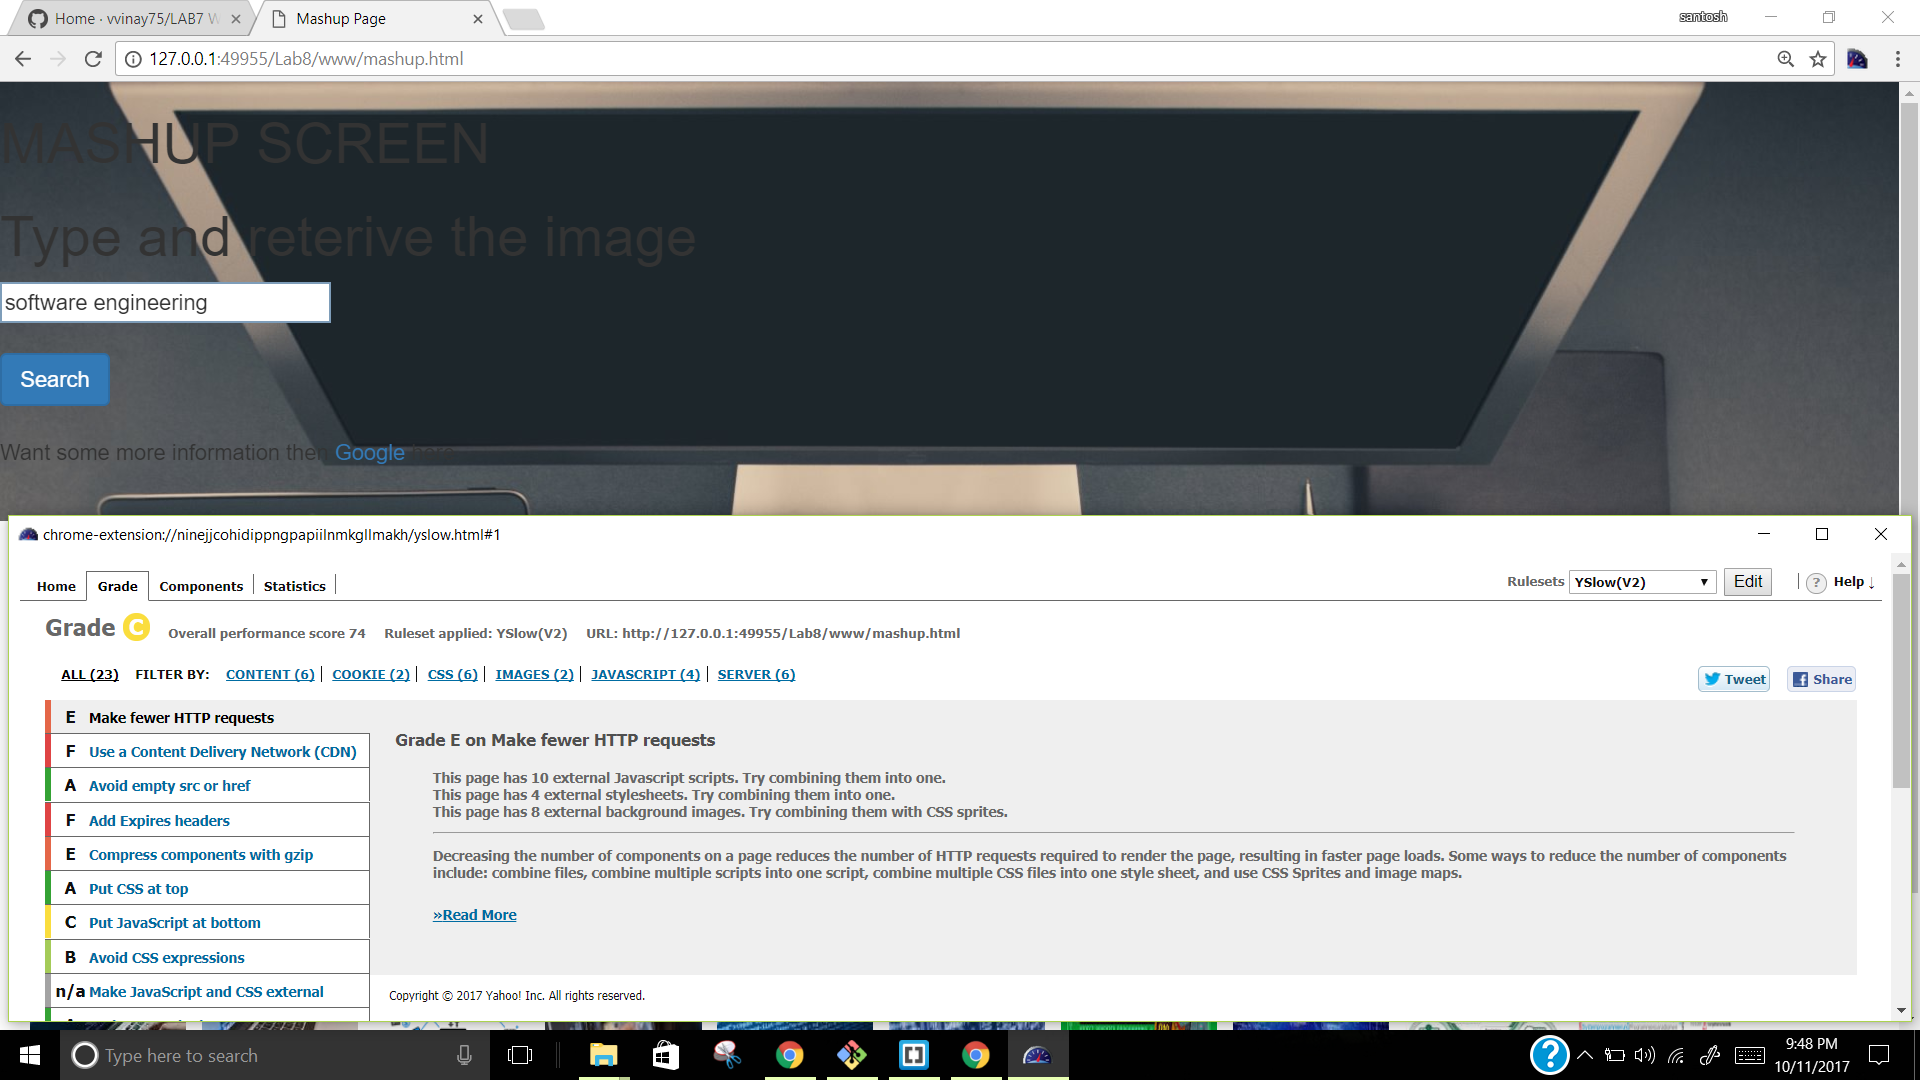 Home · vvinay75/LAB7 W
Mashup Page
santosh
127.0.0.1:49955/Lab8/www/mashup.html
MASHUP SCREEN
Type and reterive the image
software engineering
Search
Want some more information then Google here
chrome-extension://ninejjcohidippngpapiilnmkgllmakh/yslow.html#1
Home Grade Components Statistics
Rulesets YSlow(V2) Edit ? Help ↓
Grade C Overall performance score 74 Ruleset applied: YSlow(V2) URL: http://127.0.0.1:49955/Lab8/www/mashup.html
ALL (23) FILTER BY: CONTENT (6) | COOKIE (2) | CSS (6) | IMAGES (2) | JAVASCRIPT (4) | SERVER (6)
Tweet Share
E Make fewer HTTP requests
F Use a Content Delivery Network (CDN)
A Avoid empty src or href
F Add Expires headers
E Compress components with gzip
A Put CSS at top
C Put JavaScript at bottom
B Avoid CSS expressions
n/a Make JavaScript and CSS external
Grade E on Make fewer HTTP requests
This page has 10 external Javascript scripts. Try combining them into one.
This page has 4 external stylesheets. Try combining them into one.
This page has 8 external background images. Try combining them with CSS sprites.
Decreasing the number of components on a page reduces the number of HTTP requests required to render the page, resulting in faster page loads. Some ways to reduce the number of components
include: combine files, combine multiple scripts into one script, combine multiple CSS files into one style sheet, and use CSS Sprites and image maps.
»Read More
Copyright © 2017 Yahoo! Inc. All rights reserved.
Type here to search
9:48 PM
10/11/2017